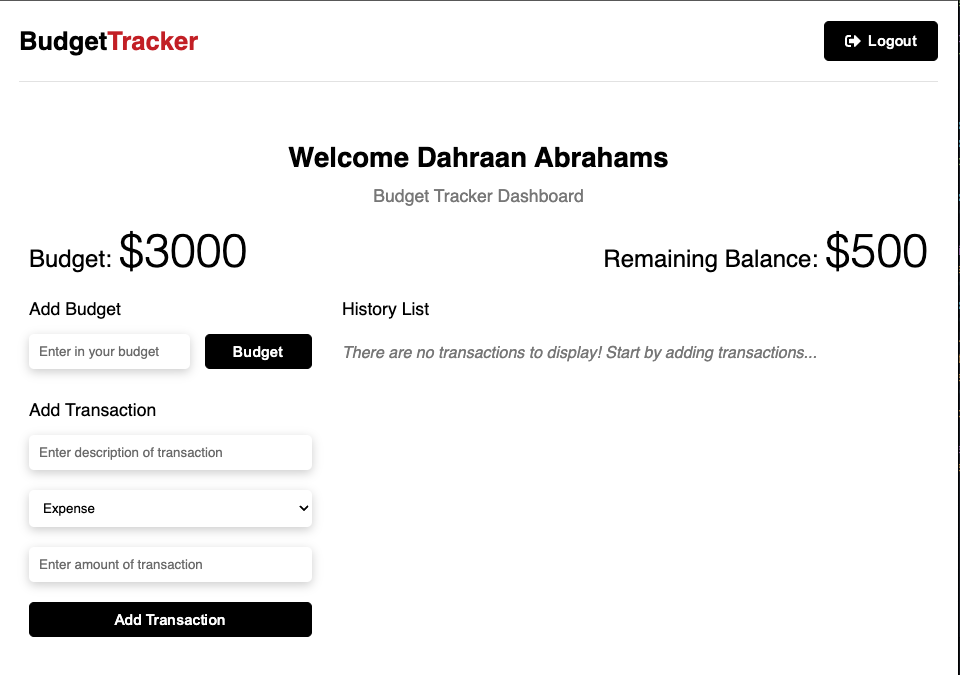 BudgetTracker
Logout
Welcome Dahraan Abrahams
Budget Tracker Dashboard
Budget: $3000
Remaining Balance: $500
Add Budget
Enter in your budget
Budget
History List
There are no transactions to display! Start by adding transactions...
Add Transaction
Enter description of transaction
Expense
Enter amount of transaction
Add Transaction